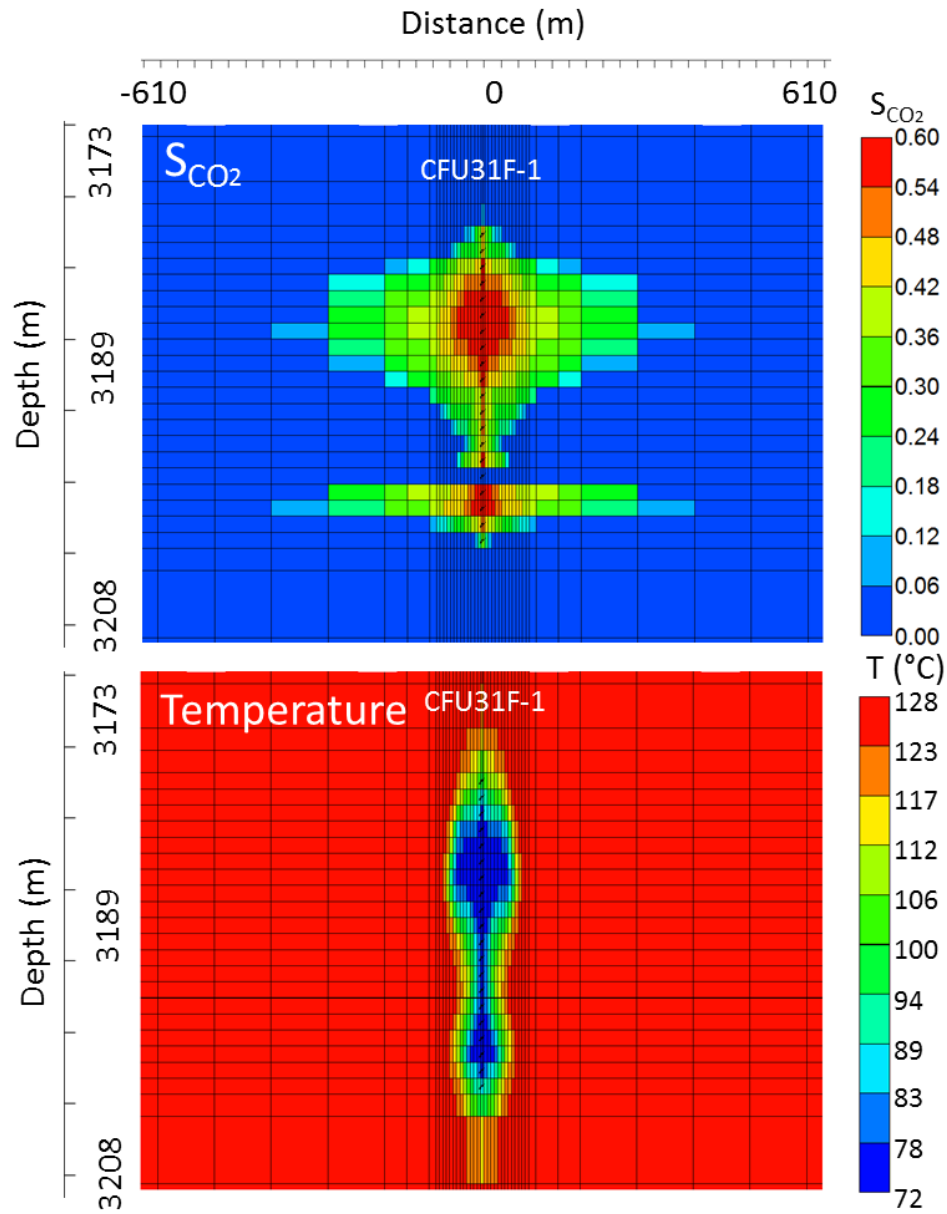 Distance (m)
-610 0 610
S_CO2
0.60
0.54
0.48
0.42
0.36
0.30
0.24
0.18
0.12
0.06
0.00
S_CO2
CFU31F-1
Depth (m)
3173
3189
3208
T (°C)
128
123
117
112
106
100
94
89
83
78
72
Temperature
CFU31F-1
Depth (m)
3173
3189
3208